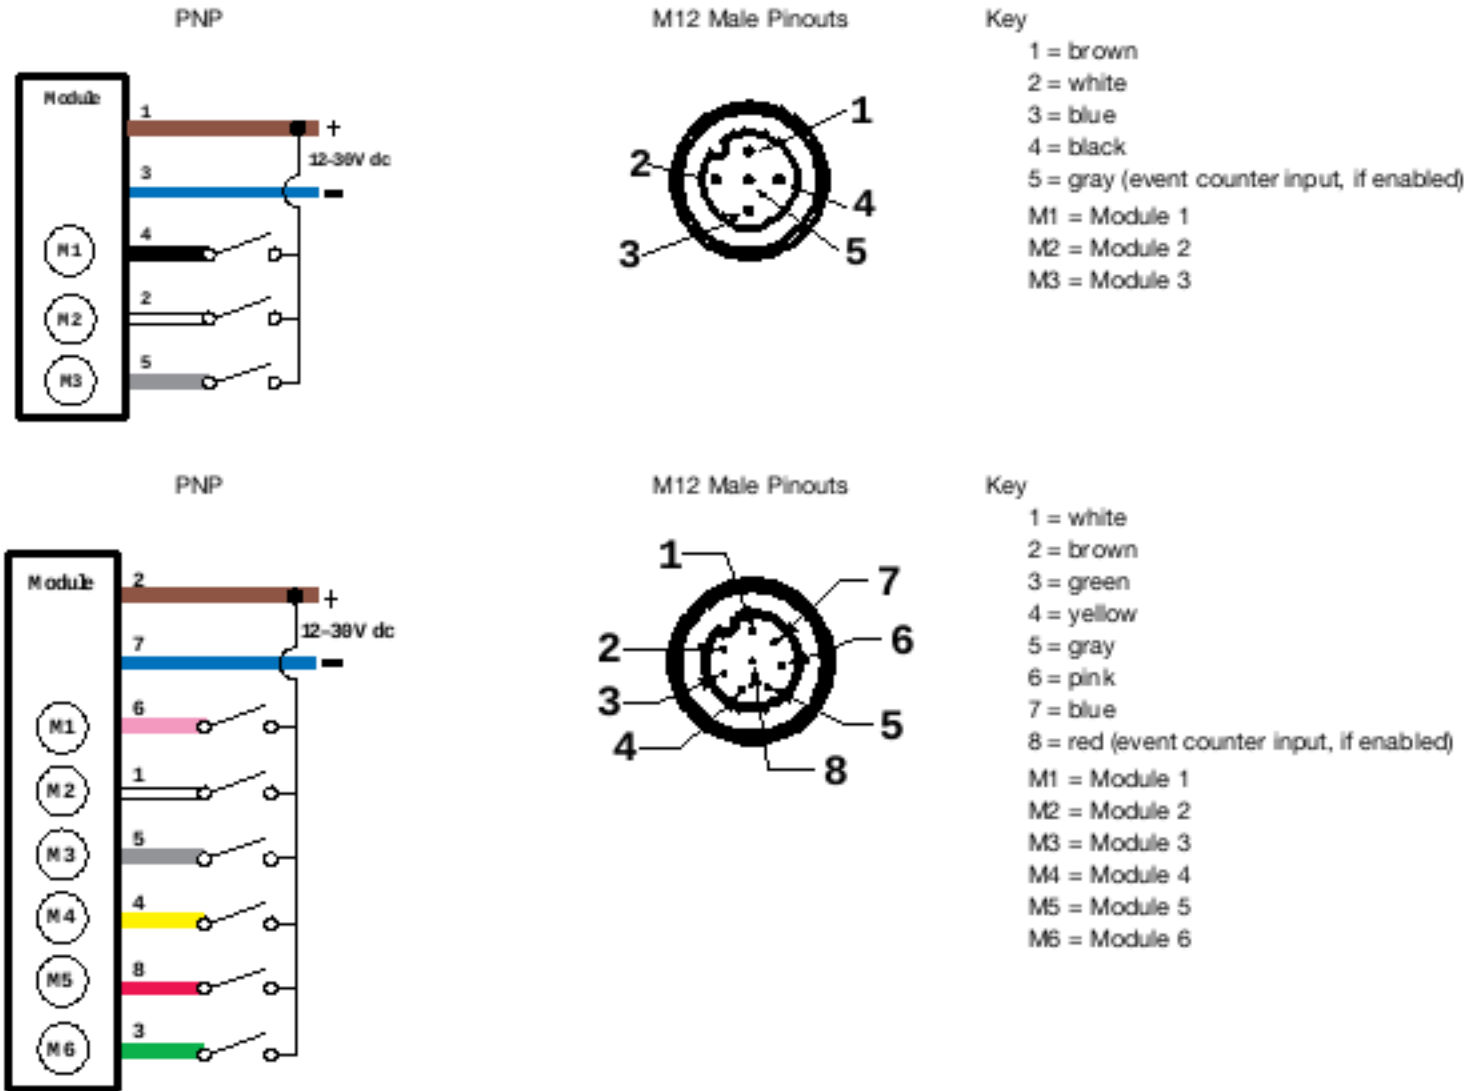 PNP
Module
1
+
12-30V dc
3
-
M1
4
M2
2
M3
5
M12 Male Pinouts
1
2
4
3
5
Key
1 = brown
2 = white
3 = blue
4 = black
5 = gray (event counter input, if enabled)
M1 = Module 1
M2 = Module 2
M3 = Module 3
PNP
Module
2
+
12-30V dc
7
-
M1
6
M2
1
M3
5
M4
4
M5
8
M6
3
M12 Male Pinouts
1
7
2
6
3
5
4
8
Key
1 = white
2 = brown
3 = green
4 = yellow
5 = gray
6 = pink
7 = blue
8 = red (event counter input, if enabled)
M1 = Module 1
M2 = Module 2
M3 = Module 3
M4 = Module 4
M5 = Module 5
M6 = Module 6